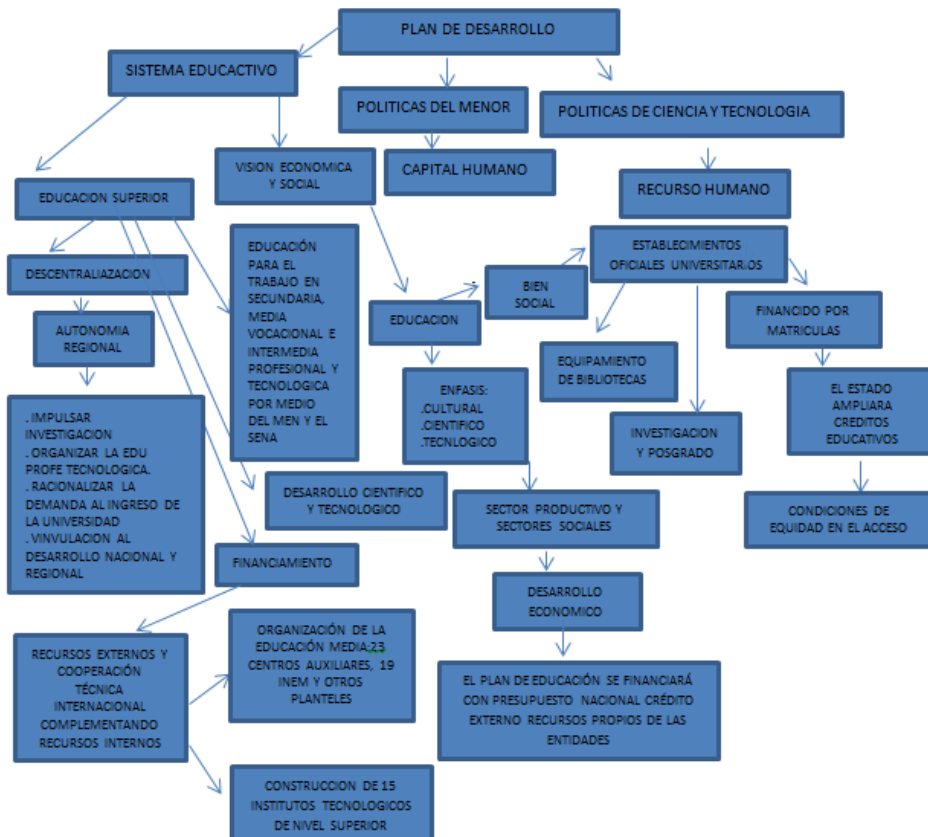 PLAN DE DESARROLLO
SISTEMA EDUCACTIVO
POLITICAS DEL MENOR
POLITICAS DE CIENCIA Y TECNOLOGIA
VISION ECONOMICA
Y SOCIAL
CAPITAL HUMANO
RECURSO HUMANO
EDUCACION SUPERIOR
EDUCACIÓN
PARA EL
TRABAJO EN
SECUNDARIA,
MEDIA
VOCACIONAL E
INTERMEDIA
PROFESIONAL Y
TECNOLOGICA
POR MEDIO
DEL MEN Y EL
SENA
ESTABLECIMIENTOS
OFICIALES UNIVERSITARIOS
DESCENTRALIAZACION
BIEN
SOCIAL
EDUCACION
FINANCIDO POR
MATRICULAS
AUTONOMIA
REGIONAL
EQUIPAMIENTO
DE BIBLIOTECAS
ENFASIS:
.CULTURAL
.CIENTIFICO
.TECNLOGICO
EL ESTADO
AMPLIARA
CREDITOS
EDUCATIVOS
. IMPULSAR
INVESTIGACION
. ORGANIZAR LA EDU
PROFE TECNOLOGICA.
. RACIONALIZAR LA
DEMANDA AL INGRESO DE
LA UNIVERSIDAD
. VINVULACION AL
DESARROLLO NACIONAL Y
REGIONAL
INVESTIGACION
Y POSGRADO
DESARROLLO CIENTIFICO
Y TECNOLOGICO
SECTOR PRODUCTIVO Y
SECTORES SOCIALES
CONDICIONES DE
EQUIDAD EN EL ACCESO
FINANCIAMIENTO
DESARROLLO
ECONOMICO
RECURSOS EXTERNOS Y
COOPERACIÓN
TÉCNICA
INTERNACIONAL
COMPLEMENTANDO
RECURSOS INTERNOS
ORGANIZACIÓN DE LA
EDUCACIÓN MEDIA:23
CENTROS AUXILIARES, 19
INEM Y OTROS
PLANTELES
EL PLAN DE EDUCACIÓN SE FINANCIARÁ
CON PRESUPUESTO NACIONAL CRÉDITO
EXTERNO RECURSOS PROPIOS DE LAS
ENTIDADES
CONSTRUCCION DE 15
INSTITUTOS TECNOLOGICOS
DE NIVEL SUPERIOR